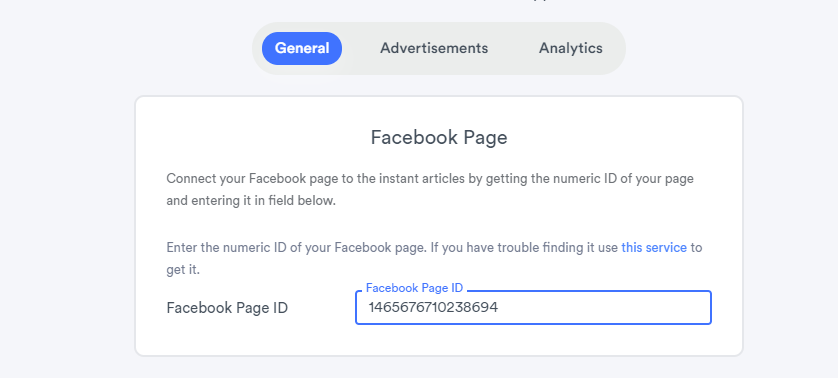 General Advertisements Analytics
Facebook Page
Connect your Facebook page to the instant articles by getting the numeric ID of your page
and entering it in field below.
Enter the numeric ID of your Facebook page. If you have trouble finding it use this service to
get it.
Facebook Page ID
Facebook Page ID
1465676710238694